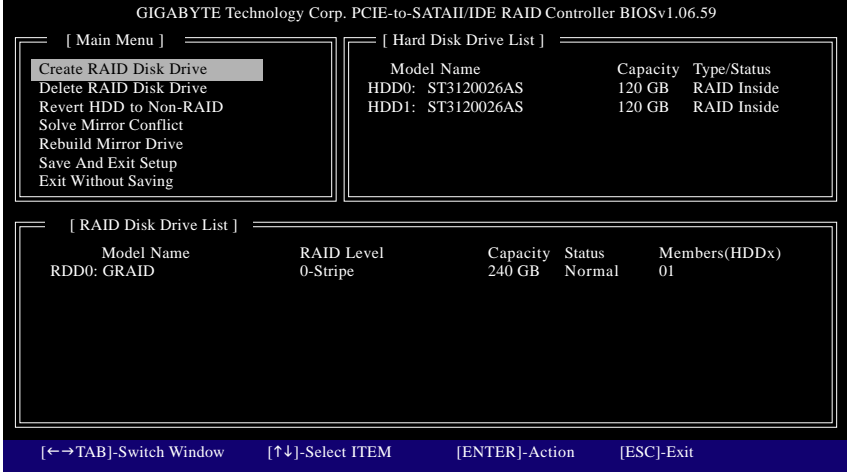 GIGABYTE Technology Corp. PCIE-to-SATAII/IDE RAID Controller BIOSv1.06.59
[ Main Menu ]
Create RAID Disk Drive
Delete RAID Disk Drive
Revert HDD to Non-RAID
Solve Mirror Conflict
Rebuild Mirror Drive
Save And Exit Setup
Exit Without Saving
[ Hard Disk Drive List ]
Model Name Capacity Type/Status
HDD0: ST3120026AS 120 GB RAID Inside
HDD1: ST3120026AS 120 GB RAID Inside
[ RAID Disk Drive List ]
Model Name RAID Level Capacity Status Members(HDDx)
RDD0: GRAID 0-Stripe 240 GB Normal 01
[←→TAB]-Switch Window [↑↓]-Select ITEM [ENTER]-Action [ESC]-Exit